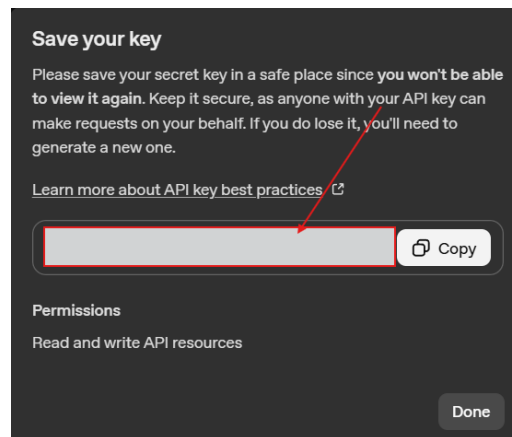 Save your key
Please save your secret key in a safe place since you won't be able
to view it again. Keep it secure, as anyone with your API key can
make requests on your behalf. If you do lose it, you'll need to
generate a new one.
Learn more about API key best practices
Copy
Permissions
Read and write API resources
Done